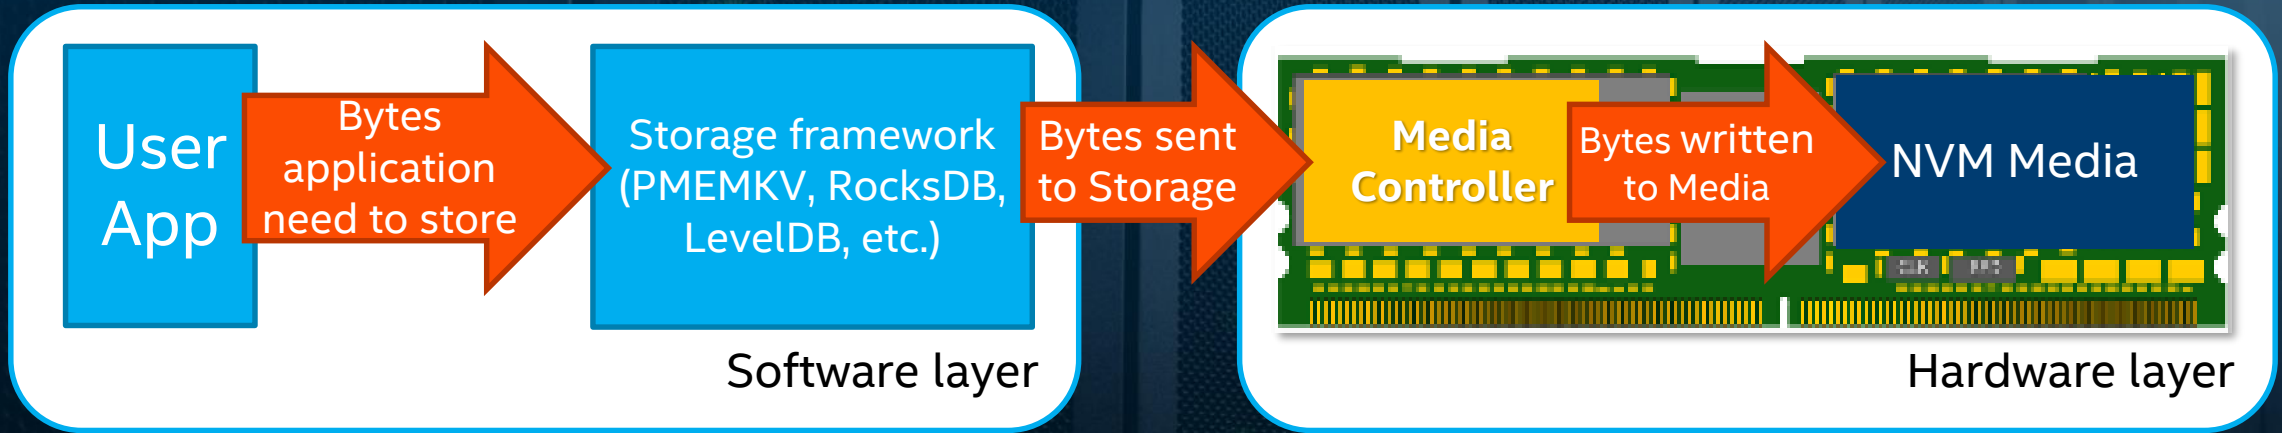 User
App
Bytes
application
need to store
Storage framework
(PMEMKV, RocksDB,
LevelDB, etc.)
Software layer
Bytes sent
to Storage
Media
Controller
Bytes written
to Media
NVM Media
Hardware layer